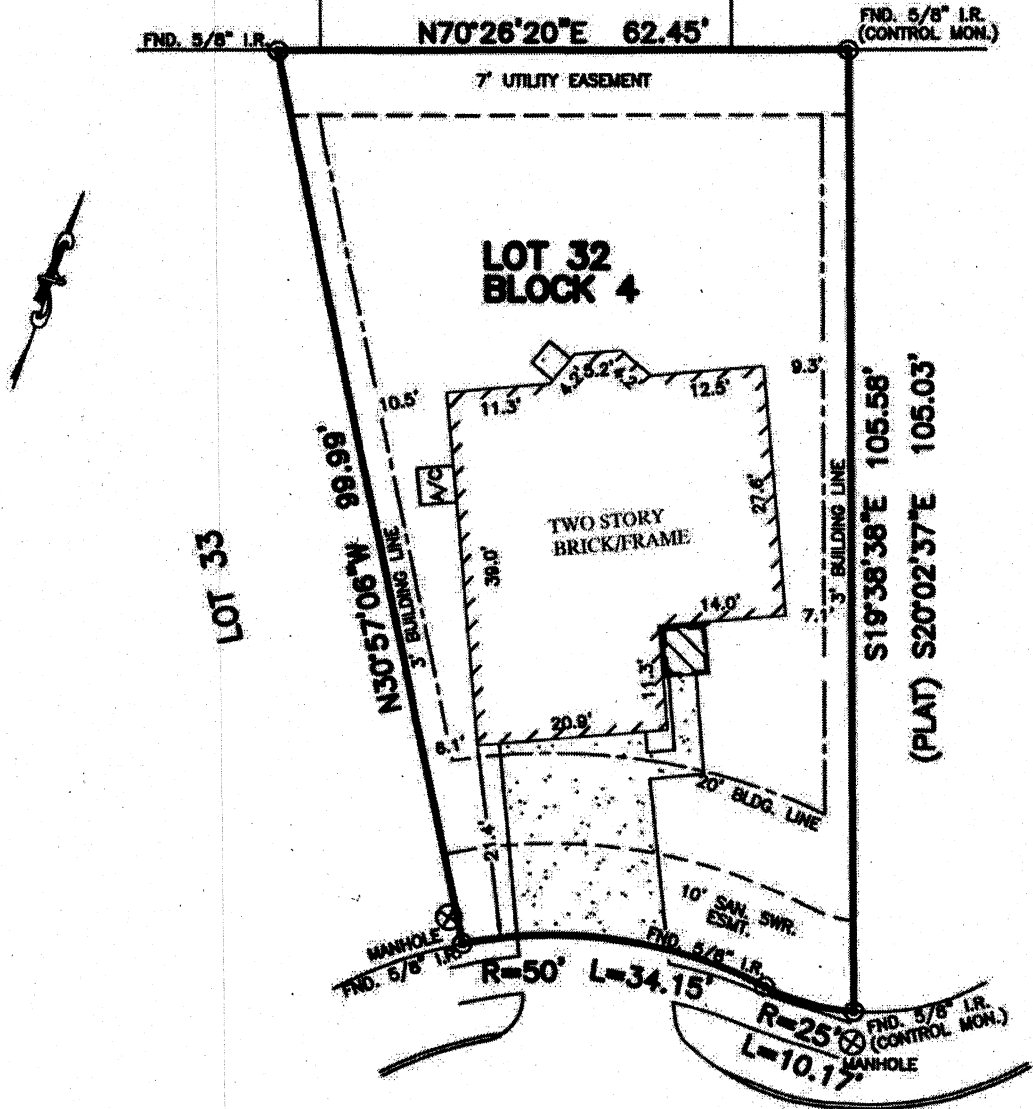 FND. 5/8" I.R.
N70°26'20"E 62.45'
FND. 5/8" I.R.
(CONTROL MON.)
7' UTILITY EASEMENT
LOT 32
BLOCK 4
10.5'
11.3'
4.2'
5.2'
4.2'
12.5'
9.3'
A/C
99.99'
N30°57'06"W
3' BUILDING LINE
LOT 33
39.0'
TWO STORY
BRICK/FRAME
27.6'
14.0'
7.1'
3' BUILDING LINE
S19°38'38"E 105.58'
(PLAT) S20°02'37"E 105.03'
11.3'
20.9'
6.1'
20' BLDG. LINE
21.4'
10' SAN. SWR.
ESMT.
MANHOLE
FND. 5/8" I.R.
FND. 5/8" I.R.
R=50' L=34.15'
R=25'
L=10.17'
FND. 5/8" I.R.
(CONTROL MON.)
MANHOLE